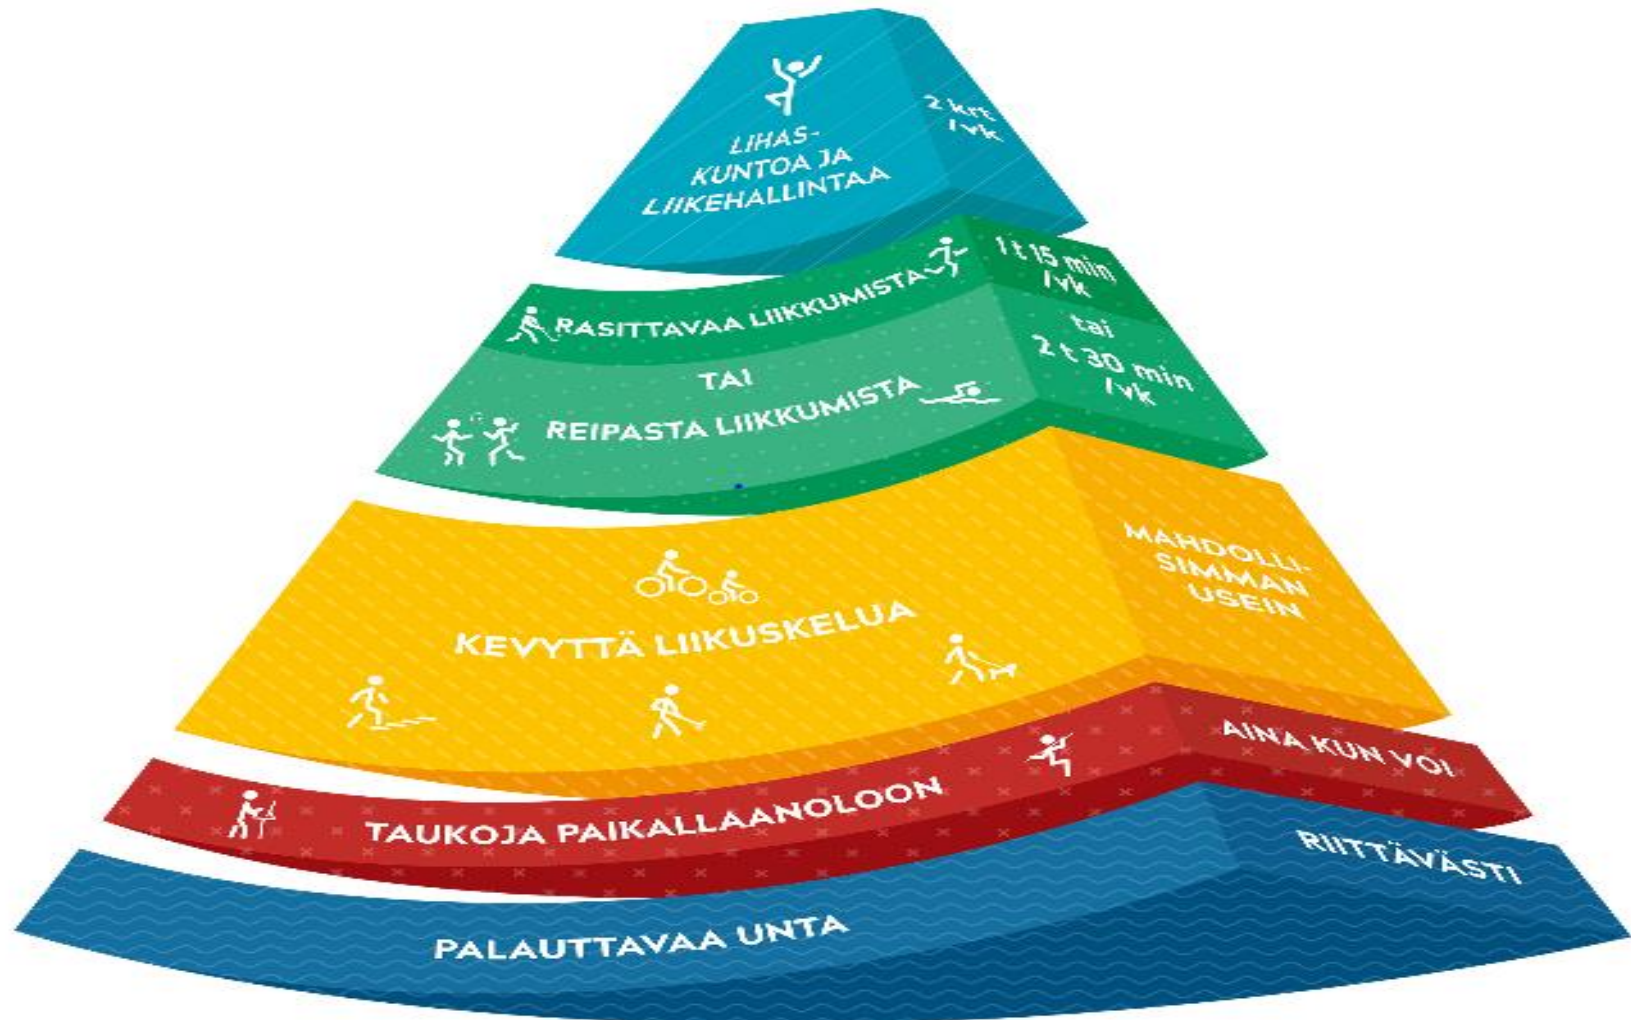 LIHAS-
KUNTOA JA
LIIKEHALLINTAA
2 krt
/vk
RASITTAVAA LIIKKUMISTA
1 t 15 min
/vk
TAI
REIPASTA LIIKKUMISTA
tai
2 t 30 min
/vk
KEVYTTÄ LIIKUSKELUA
MAHDOLLI-
SIMMAN
USEIN
TAUKOJA PAIKALLAANOLOON
AINA KUN VOI
PALAUTTAVAA UNTA
RIITTÄVÄSTI